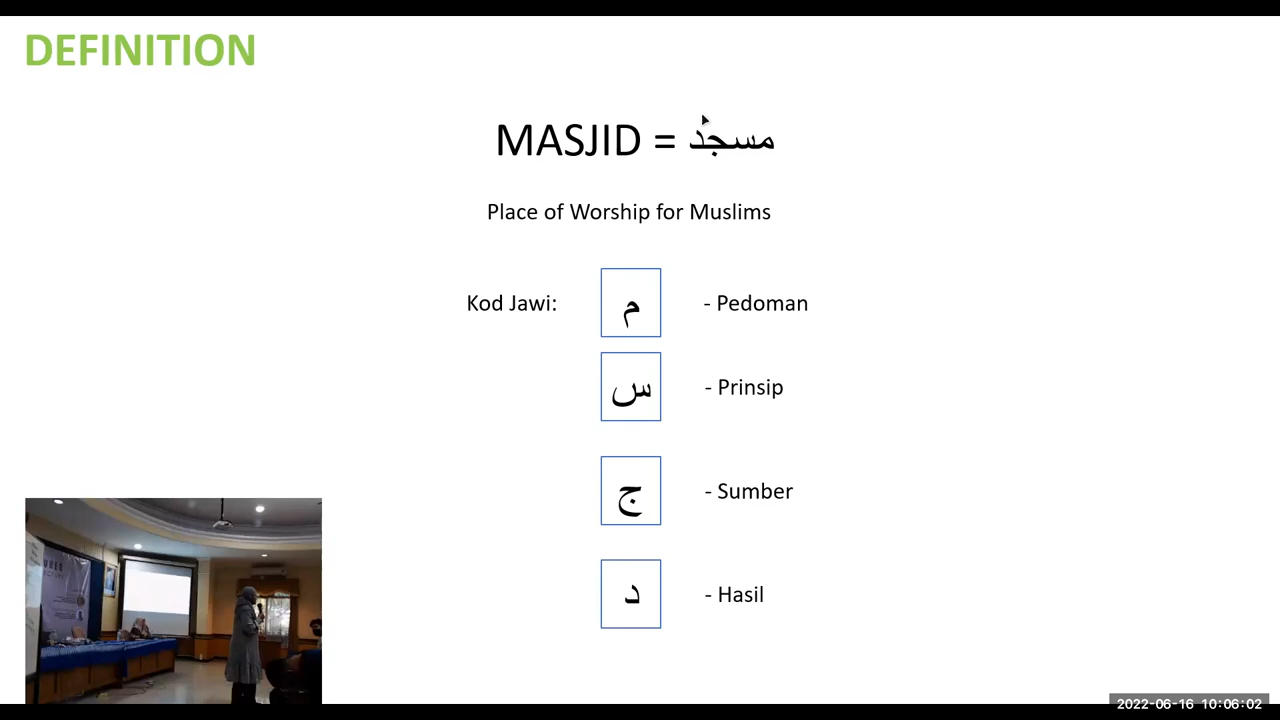 DEFINITION
MASJID = مسجد
Place of Worship for Muslims
Kod Jawi: م - Pedoman
س - Prinsip
ج - Sumber
د - Hasil
2022-06-16 10:06:02